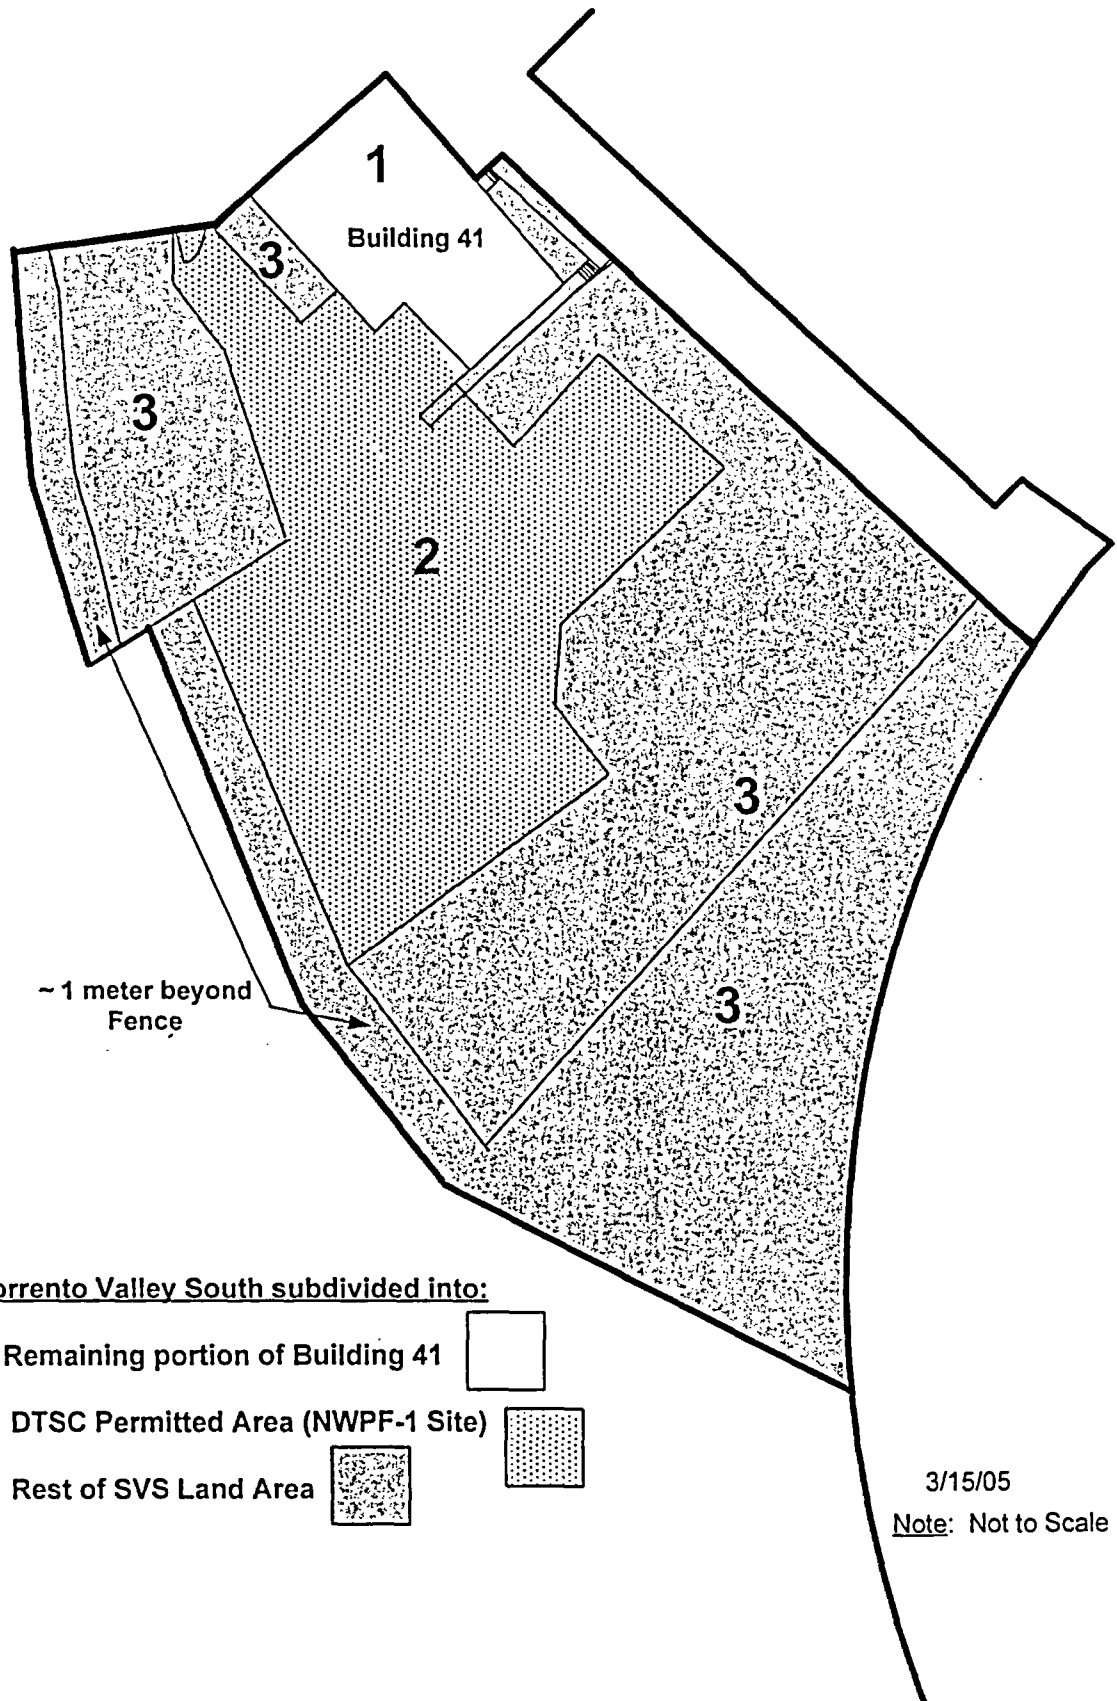 1
Building 41
3
3
2
3
~ 1 meter beyond
Fence
3
orrento Valley South subdivided into:
Remaining portion of Building 41
DTSC Permitted Area (NWPF-1 Site)
Rest of SVS Land Area
3/15/05
Note: Not to Scale